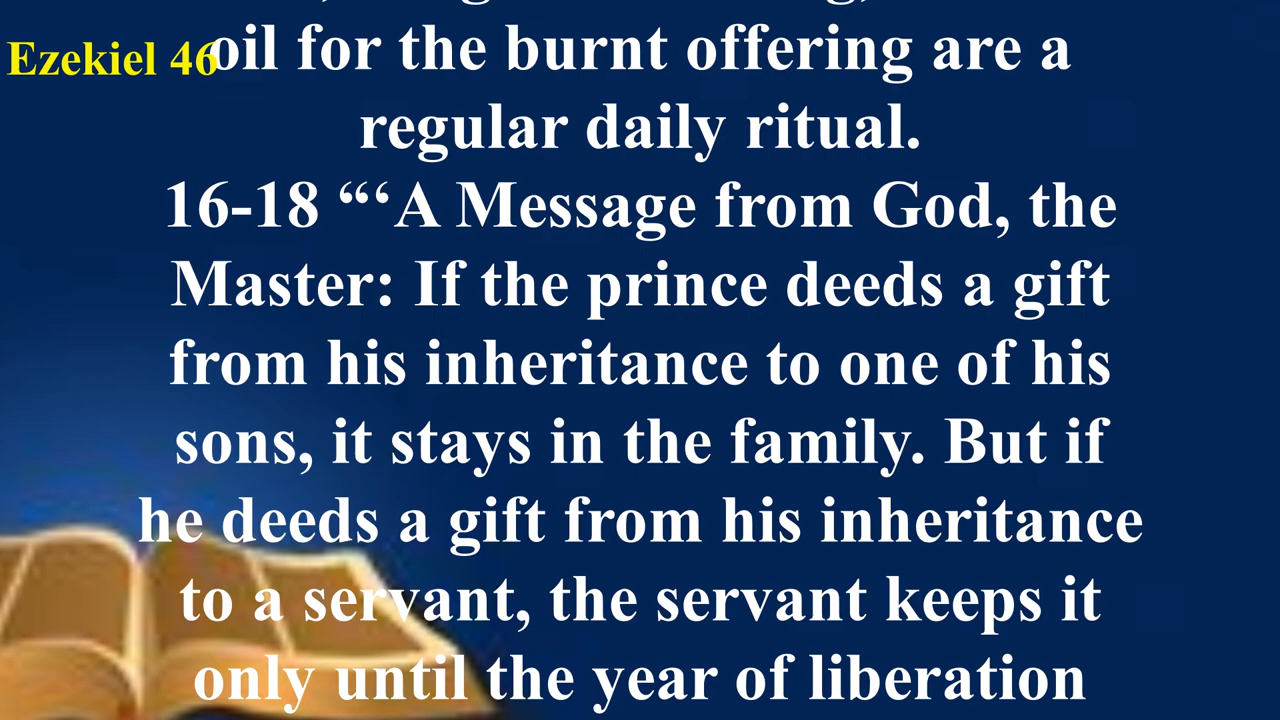 Ezekiel 46
oil for the burnt offering are a
regular daily ritual.
16-18 “‘A Message from God, the
Master: If the prince deeds a gift
from his inheritance to one of his
sons, it stays in the family. But if
he deeds a gift from his inheritance
to a servant, the servant keeps it
only until the year of liberation